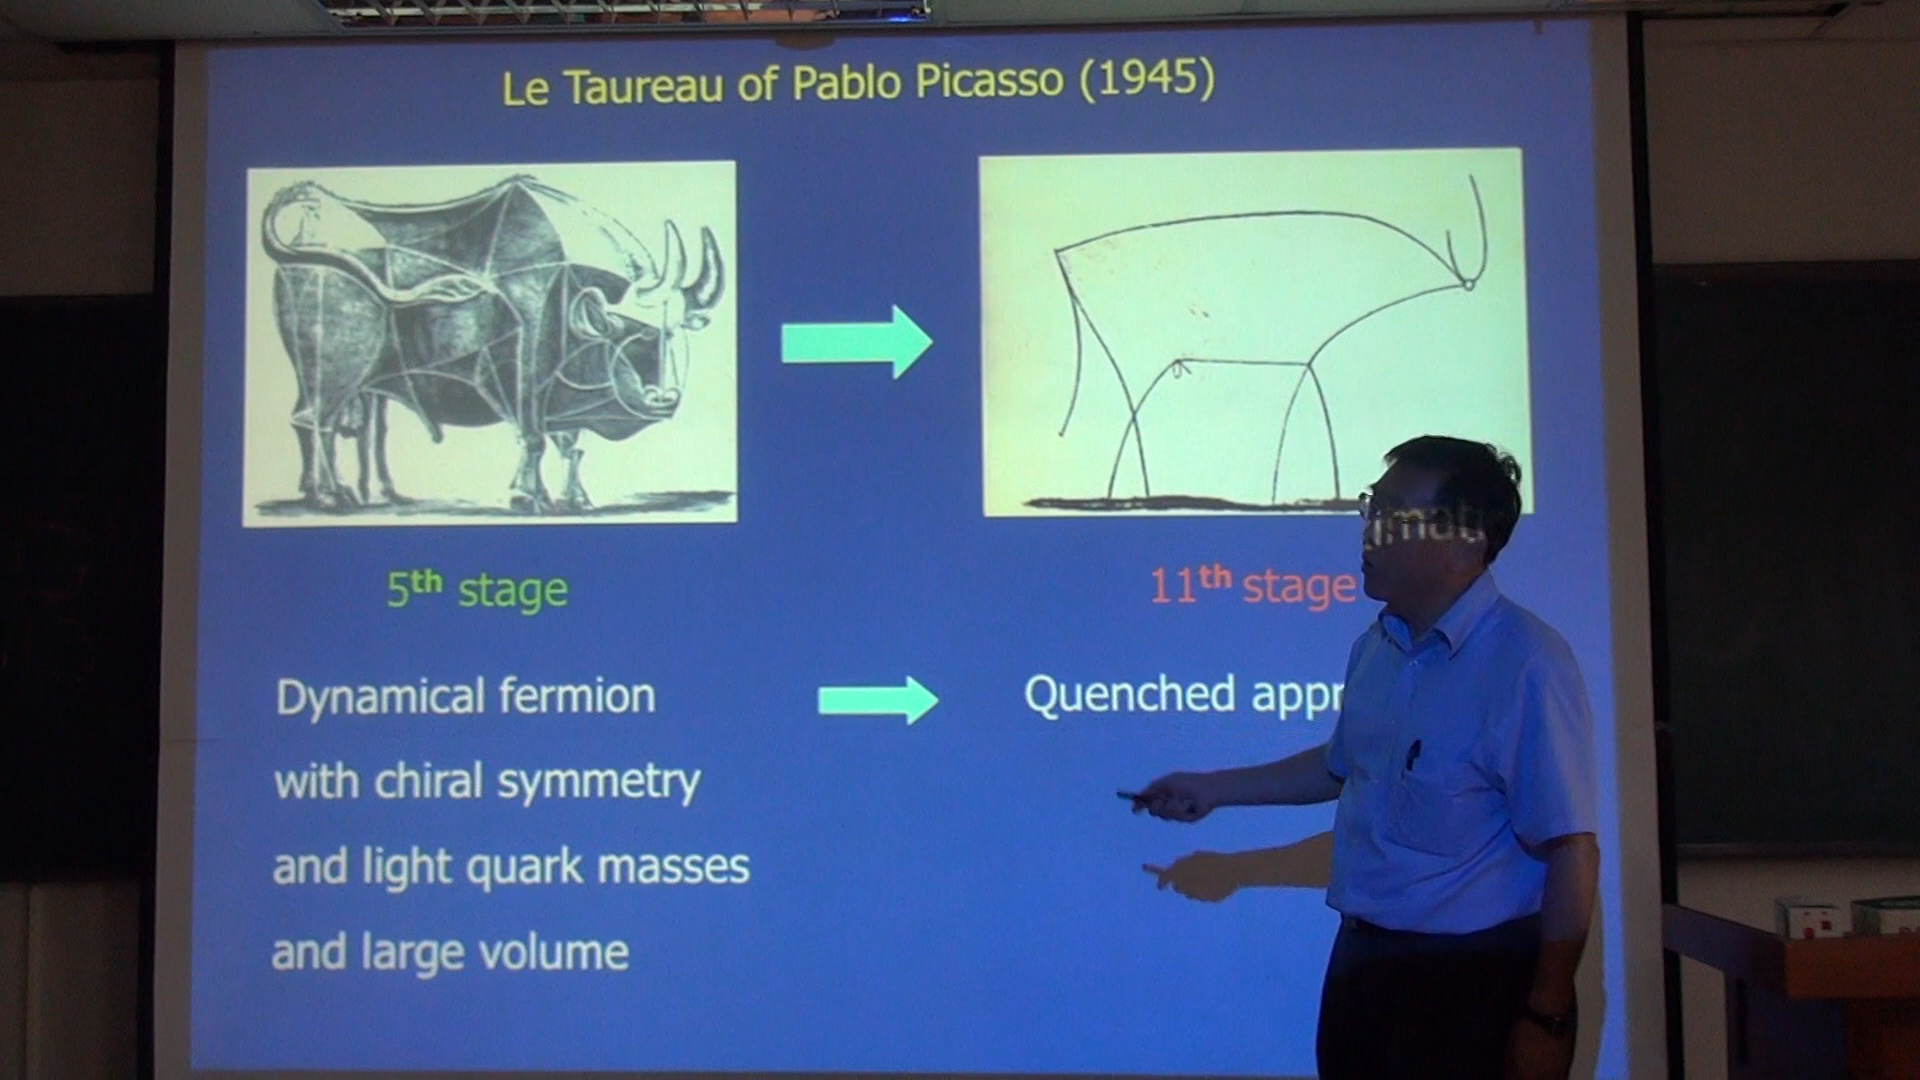 Le Taureau of Pablo Picasso (1945)
5th stage
11th stage
Dynamical fermion
Quenched appr
with chiral symmetry
and light quark masses
and large volume